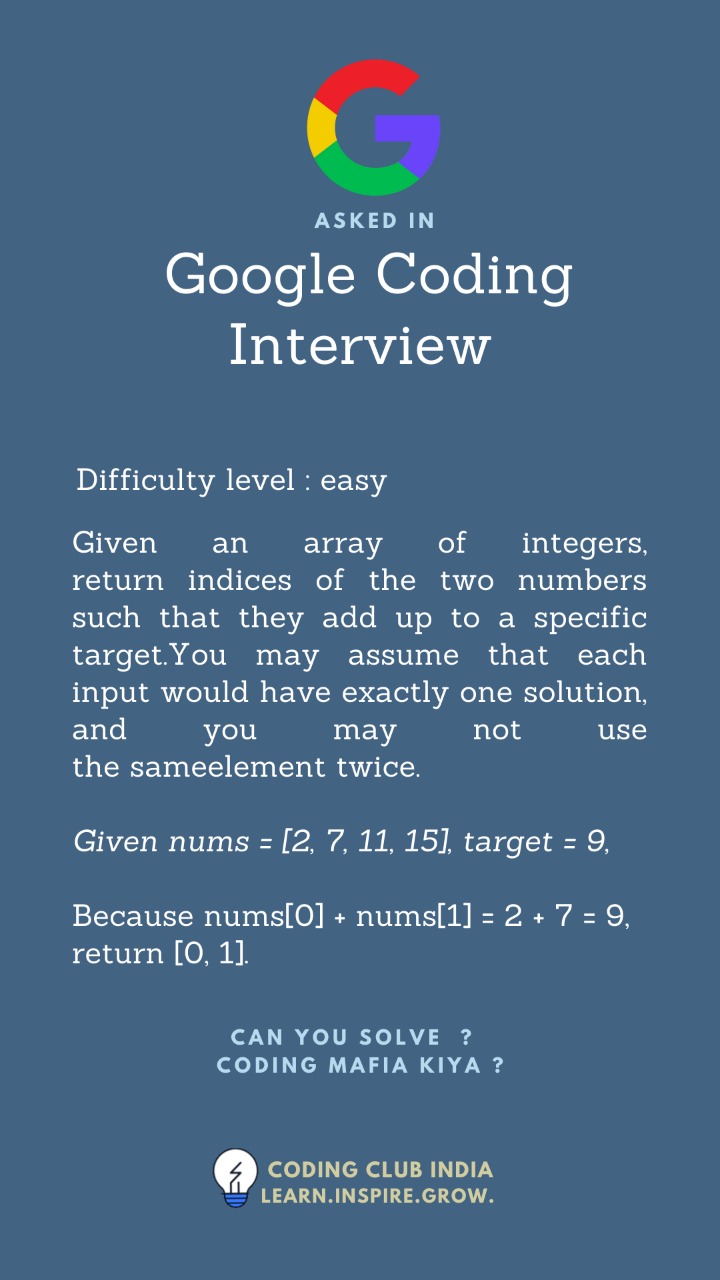 ASKED IN
Google Coding
Interview
Difficulty level : easy
Given an array of integers,
return indices of the two numbers
such that they add up to a specific
target.You may assume that each
input would have exactly one solution,
and you may not use
the sameelement twice.
Given nums = [2, 7, 11, 15], target = 9,
Because nums[0] + nums[1] = 2 + 7 = 9,
return [0, 1].
CAN YOU SOLVE ?
CODING MAFIA KIYA ?
CODING CLUB INDIA
LEARN.INSPIRE.GROW.